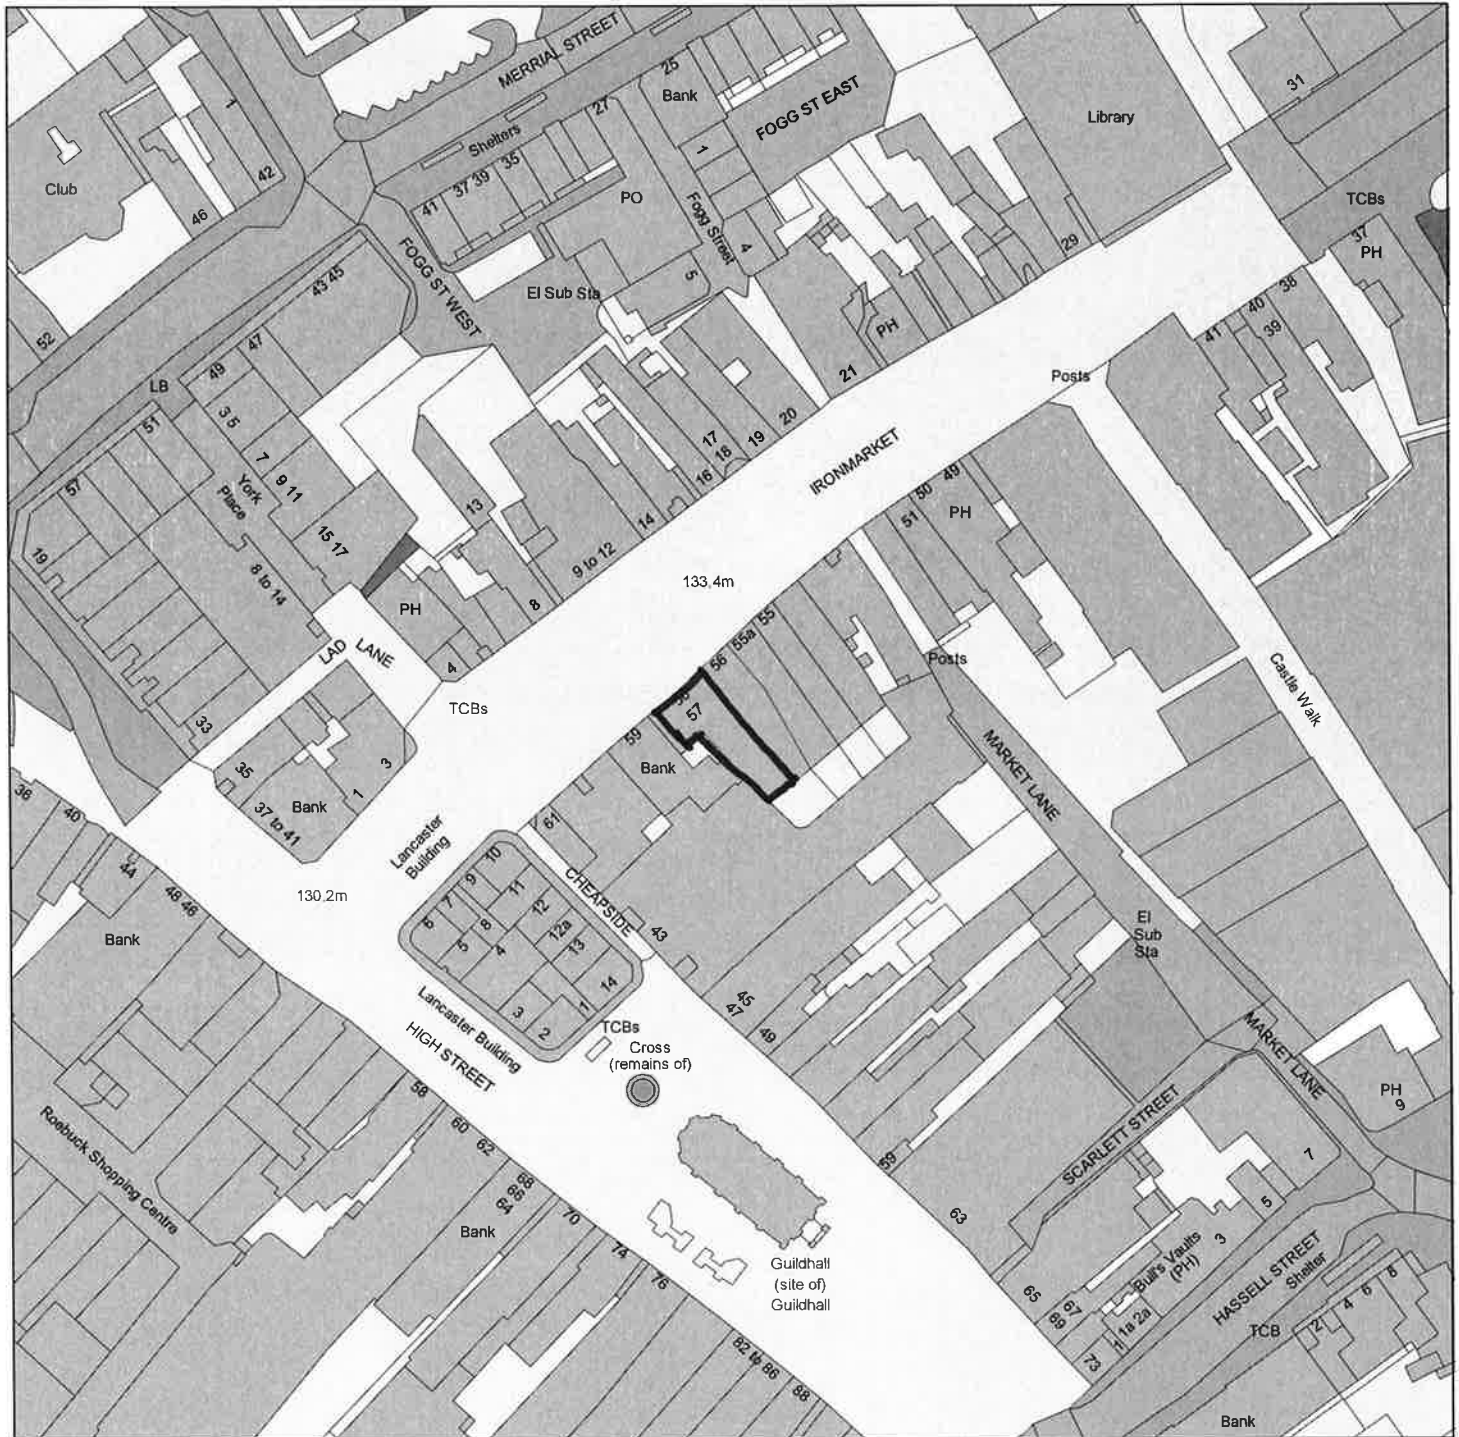 MERRIAL STREET
25
Bank
27
Shelters
35
37 39
41
1
42
46
Club
52
FOGG ST EAST
1
Fogg Street
4
5
PO
El Sub Sta
FOGG ST WEST
Library
31
TCBs
37
PH
29
38
40
39
41
PH
21
20
19
18
17
16
14
9 to 12
13
8
PH
4
43 45
47
49
LB
51
57
3 5
7
9 11
15 17
York
Place
8 to 14
19
33
LAD LANE
TCBs
IRONMARKET
133.4m
Posts
49
50
51
PH
55
55a
56
58
57
59
Bank
61
Posts
Castle Walk
MARKET LANE
35
37 to 41
Bank
1
3
36
40
44
48 46
Bank
130.2m
Lancaster
Building
10
9
7
6
11
8
5
12
4
12a
13
14
3
2
1
CHEAPSIDE
43
45
47
49
Lancaster Building
HIGH STREET
TCBs
Cross
(remains of)
El
Sub
Sta
MARKET LANE
PH
9
SCARLETT STREET
59
63
7
5
3
Bull's Vaults
(PH)
HASSELL STREET
Shelter
8
6
4
2
TCB
65
67
69
1a 2a
1
73
Bank
Roebuck Shopping Centre
58
60
62
68
66
64
Bank
70
74
76
82 to 86
88
Guildhall
(site of)
Guildhall